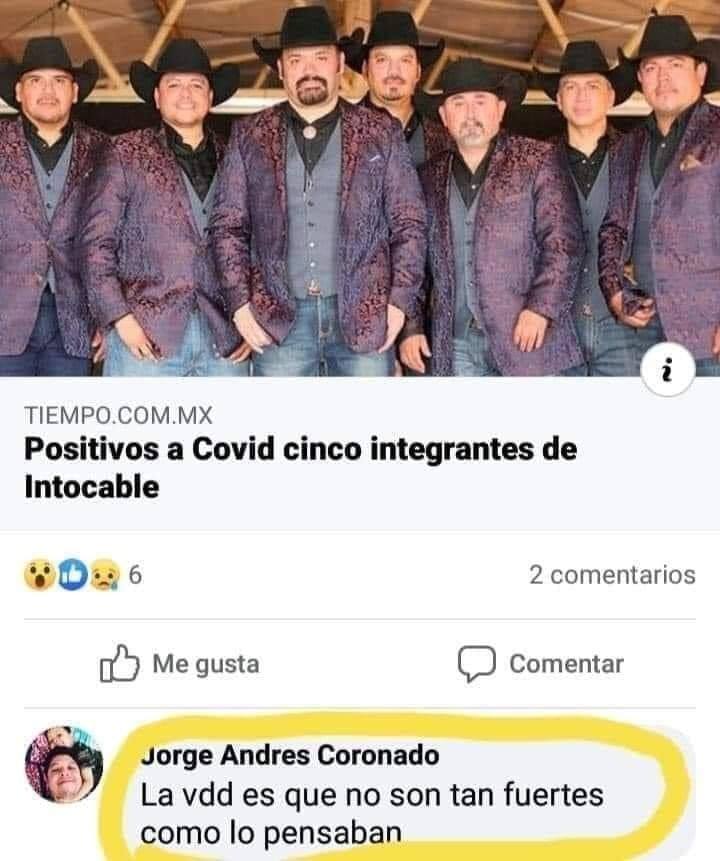 TIEMPO.COM.MX
Positivos a Covid cinco integrantes de
Intocable
6
2 comentarios
Me gusta
Comentar
Jorge Andres Coronado
La vdd es que no son tan fuertes
como lo pensaban